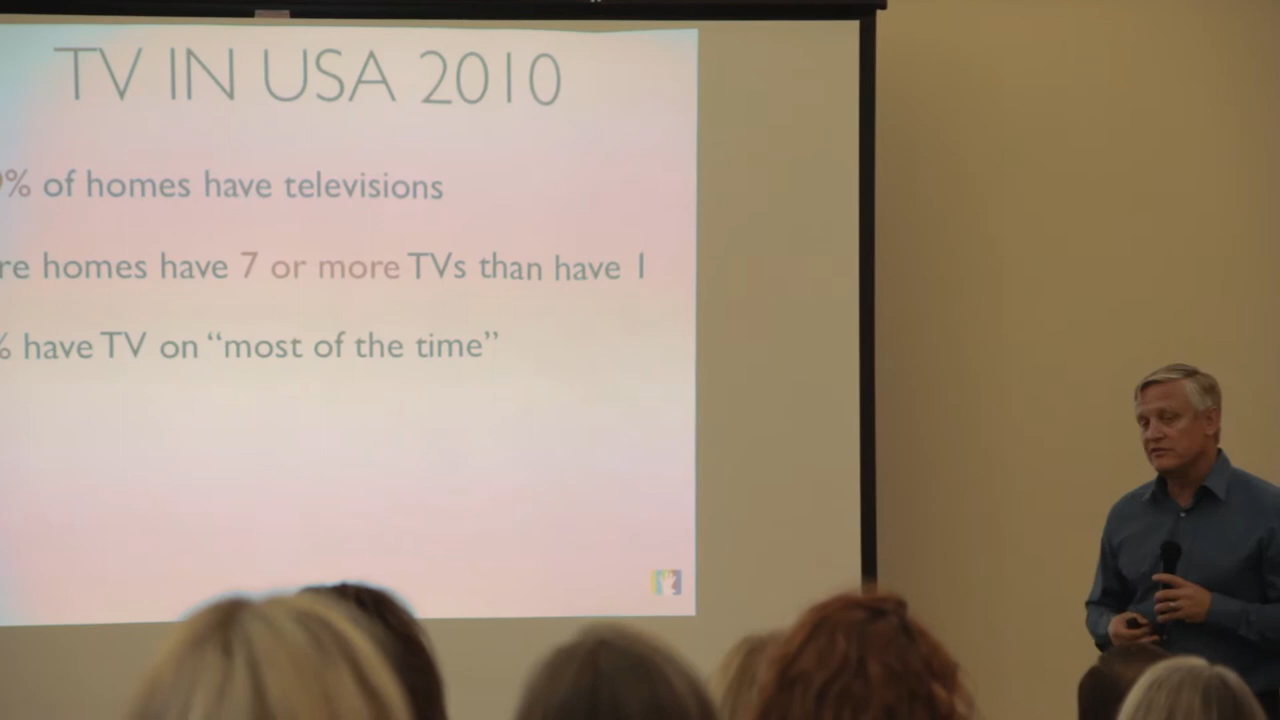 TV IN USA 2010
% of homes have televisions
homes have 7 or more TVs than have 1
% have TV on “most of the time”